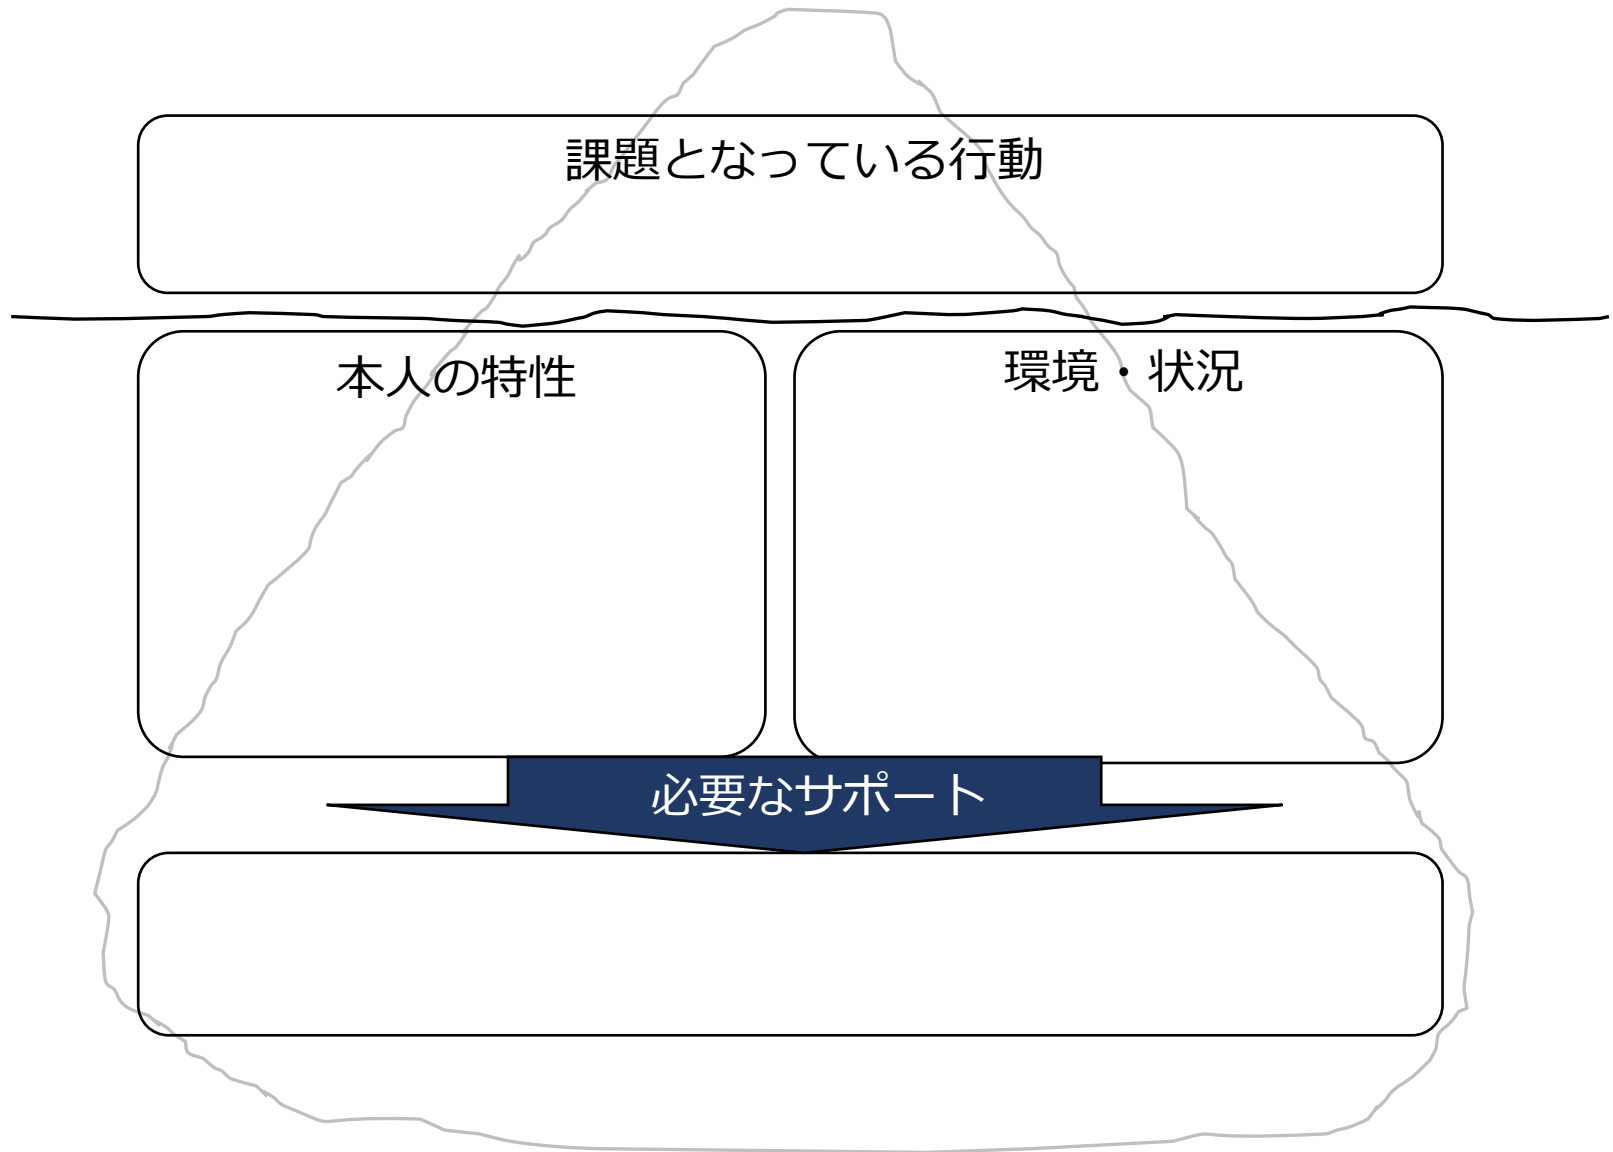 課題となっている行動
本人の特性
環境・状況
必要なサポート